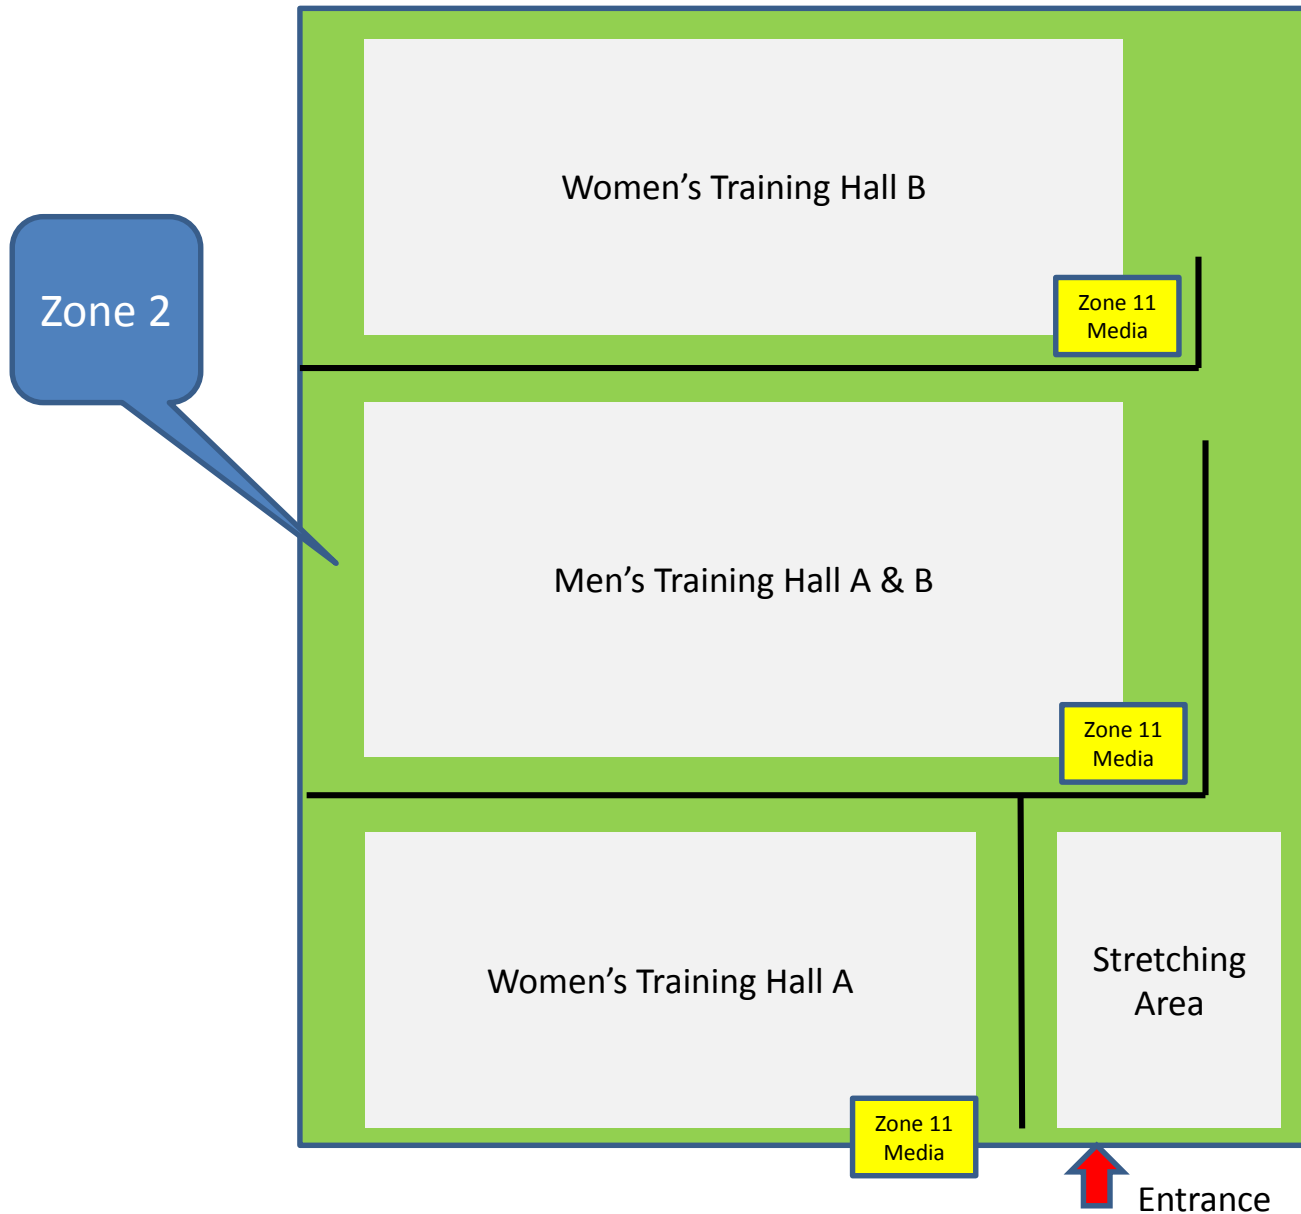 Women’s Training Hall B
Zone 2
Zone 11
Media
Men’s Training Hall A & B
Zone 11
Media
Women’s Training Hall A
Stretching
Area
Zone 11
Media
Entrance